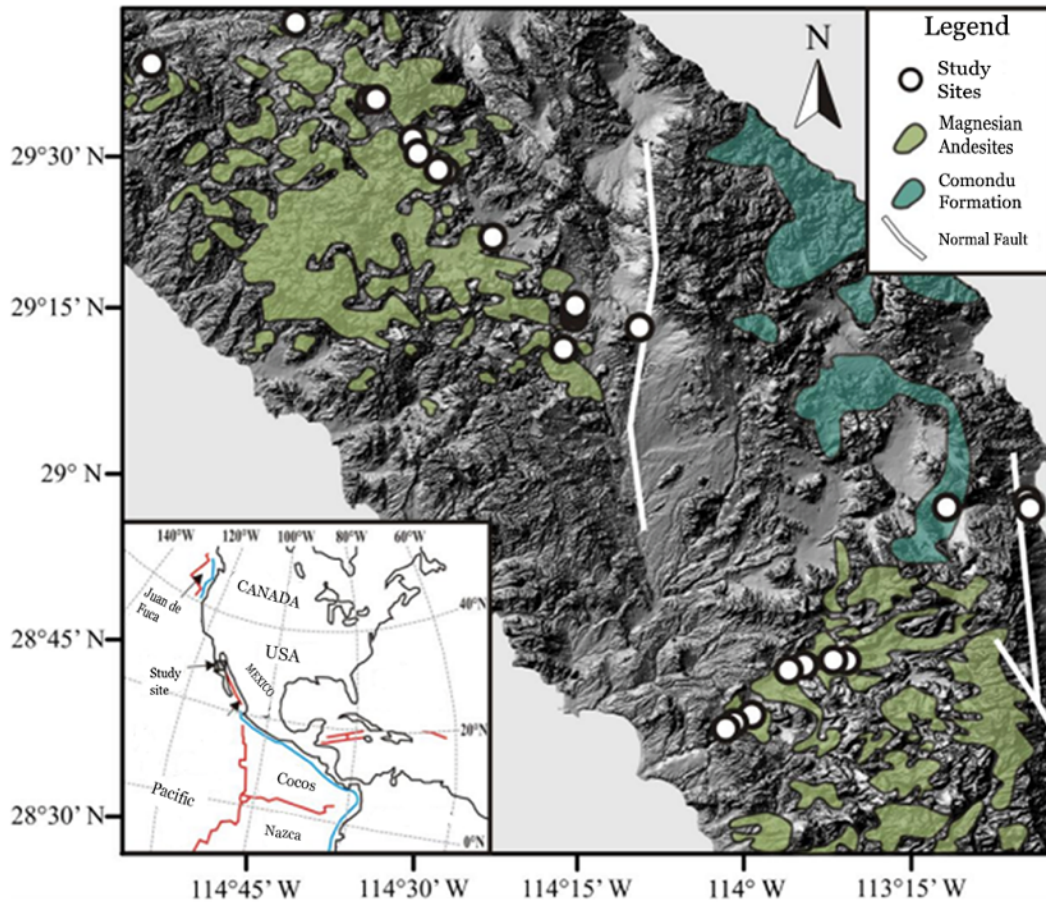 N
Legend
Study
Sites
Magnesian
Andesites
Comondu
Formation
Normal Fault
29°30' N
29°15' N
29° N
28°45' N
28°30' N
140°W
120°W
100°W
80°W
60°W
CANADA
40°N
Juan de
Fuca
USA
Study
site
MEXICO
20°N
Cocos
Pacific
Nazca
0°N
114°45' W
114°30' W
114°15' W
114° W
113°15' W